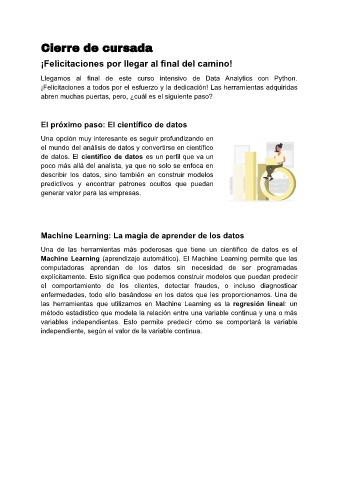 Cierre de cursada
¡Felicitaciones por llegar al final del camino!
Llegamos al final de este curso intensivo de Data Analytics con Python.
¡Felicitaciones a todos por el esfuerzo y la dedicación! Las herramientas adquiridas
abren muchas puertas, pero, ¿cuál es el siguiente paso?
El próximo paso: El científico de datos
Una opción muy interesante es seguir profundizando en
el mundo del análisis de datos y convertirse en científico
de datos. El científico de datos es un perfil que va un
poco más allá del analista, ya que no solo se enfoca en
describir los datos, sino también en construir modelos
predictivos y encontrar patrones ocultos que puedan
generar valor para las empresas.
Machine Learning: La magia de aprender de los datos
Una de las herramientas más poderosas que tiene un científico de datos es el
Machine Learning (aprendizaje automático). El Machine Learning permite que las
computadoras aprendan de los datos sin necesidad de ser programadas
explícitamente. Esto significa que podemos construir modelos que puedan predecir
el comportamiento de los clientes, detectar fraudes, o incluso diagnosticar
enfermedades, todo ello basándose en los datos que les proporcionamos. Una de
las herramientas que utilizamos en Machine Learning es la regresión lineal: un
método estadístico que modela la relación entre una variable continua y una o más
variables independientes. Esto permite predecir cómo se comportará la variable
independiente, según el valor de la variable continua.